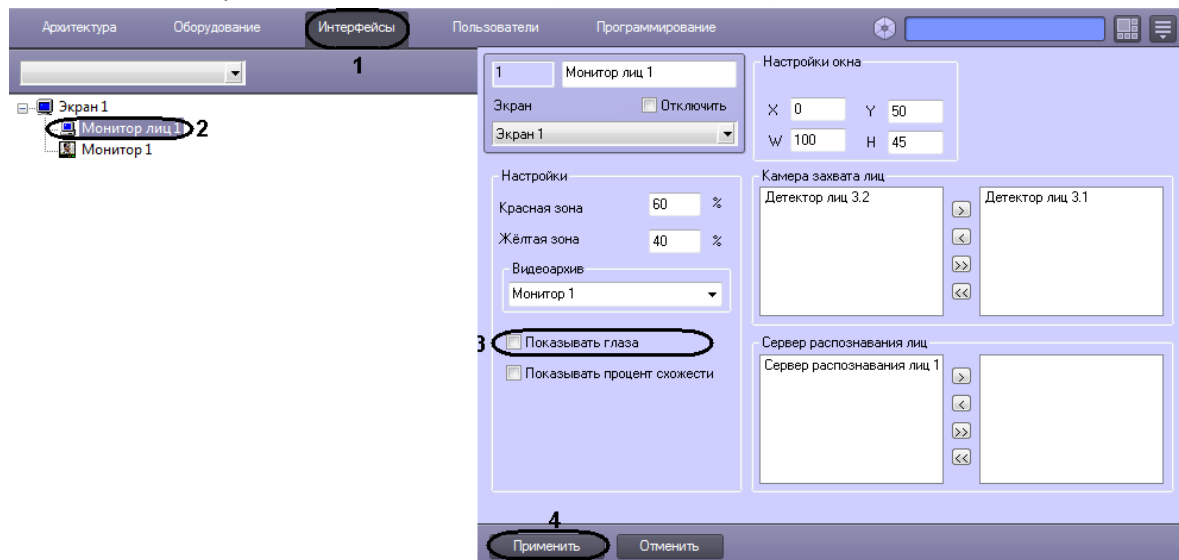 Архитектура Оборудование Интерфейсы Пользователи Программирование
1
Экран 1
Монитор лиц 1 2
Монитор 1
1 Монитор лиц 1
Экран Отключить
Экран 1
Настройки окна
X 0 Y 50
W 100 H 45
Настройки
Красная зона 60 %
Жёлтая зона 40 %
Видеоархив
Монитор 1
3 Показывать глаза
Показывать процент схожести
Камера захвата лиц
Детектор лиц 3.2 > Детектор лиц 3.1
<
>>
<<
Сервер распознавания лиц
Сервер распознавания лиц 1 >
<
>>
<<
4
Применить Отменить